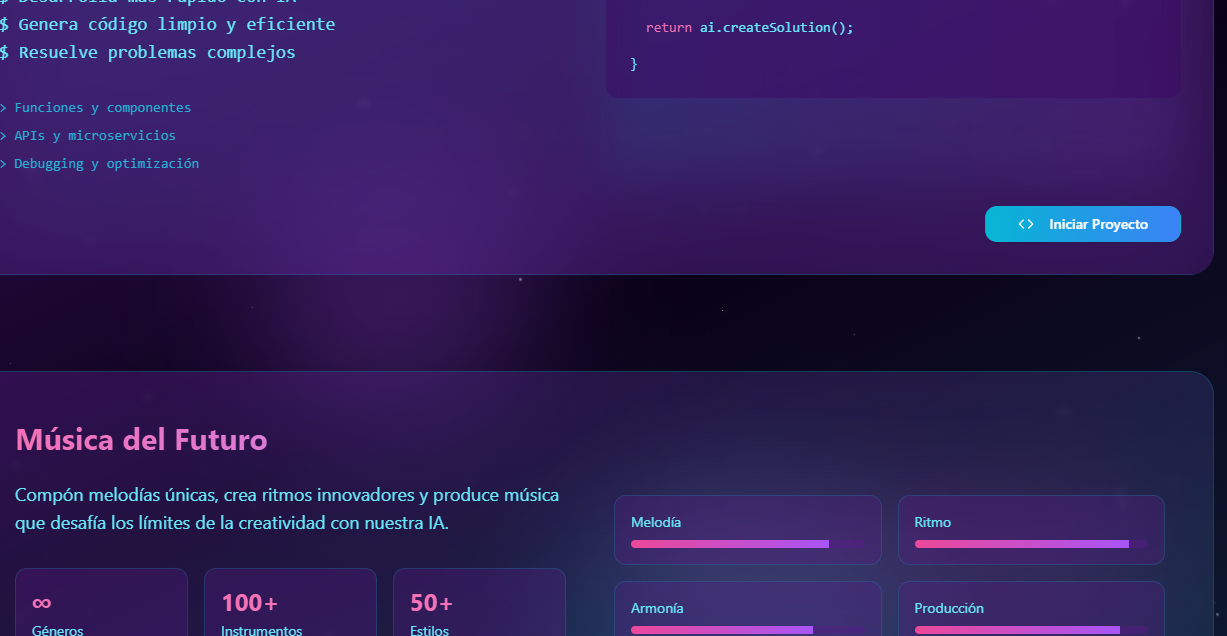 $ Desarrolla más rápido con IA
$ Genera código limpio y eficiente
$ Resuelve problemas complejos
> Funciones y componentes
> APIs y microservicios
> Debugging y optimización
return ai.createSolution();
}
<> Iniciar Proyecto
Música del Futuro
Compón melodías únicas, crea ritmos innovadores y produce música
que desafía los límites de la creatividad con nuestra IA.
∞
Géneros
100+
Instrumentos
50+
Estilos
Melodía
Ritmo
Armonía
Producción